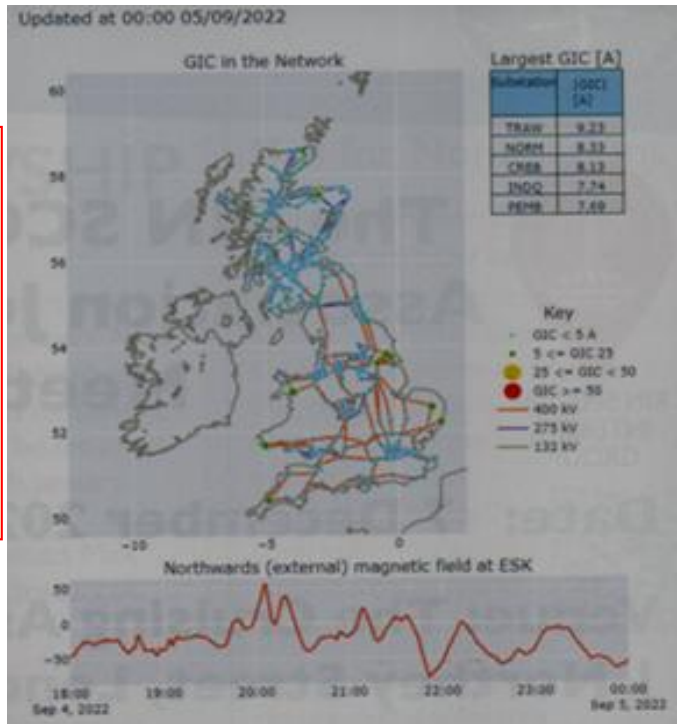 Updated at 00:00 05/09/2022
GIC in the Network
Largest GIC [A]
Substation |GIC| [A]
TRAW 9.23
NORM 8.33
CREB 8.13
INDQ 7.74
PEMB 7.69
60
58
56
54
52
50
-10 -5 0
Key
GIC < 5 A
5 <= GIC 25
25 <= GIC < 50
GIC >= 50
400 kV
275 kV
132 kV
Northwards (external) magnetic field at ESK
50
0
-50
18:00 19:00 20:00 21:00 22:00 23:00 00:00
Sep 4, 2022 Sep 5, 2022